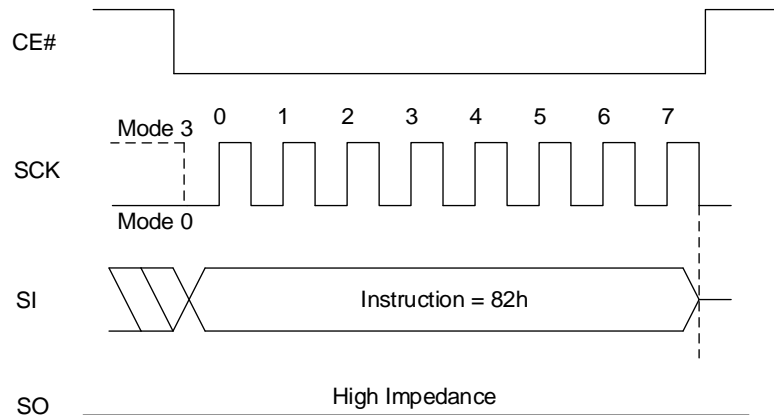 CE#
0 1 2 3 4 5 6 7
Mode 3
SCK
Mode 0
SI
Instruction = 82h
High Impedance
SO